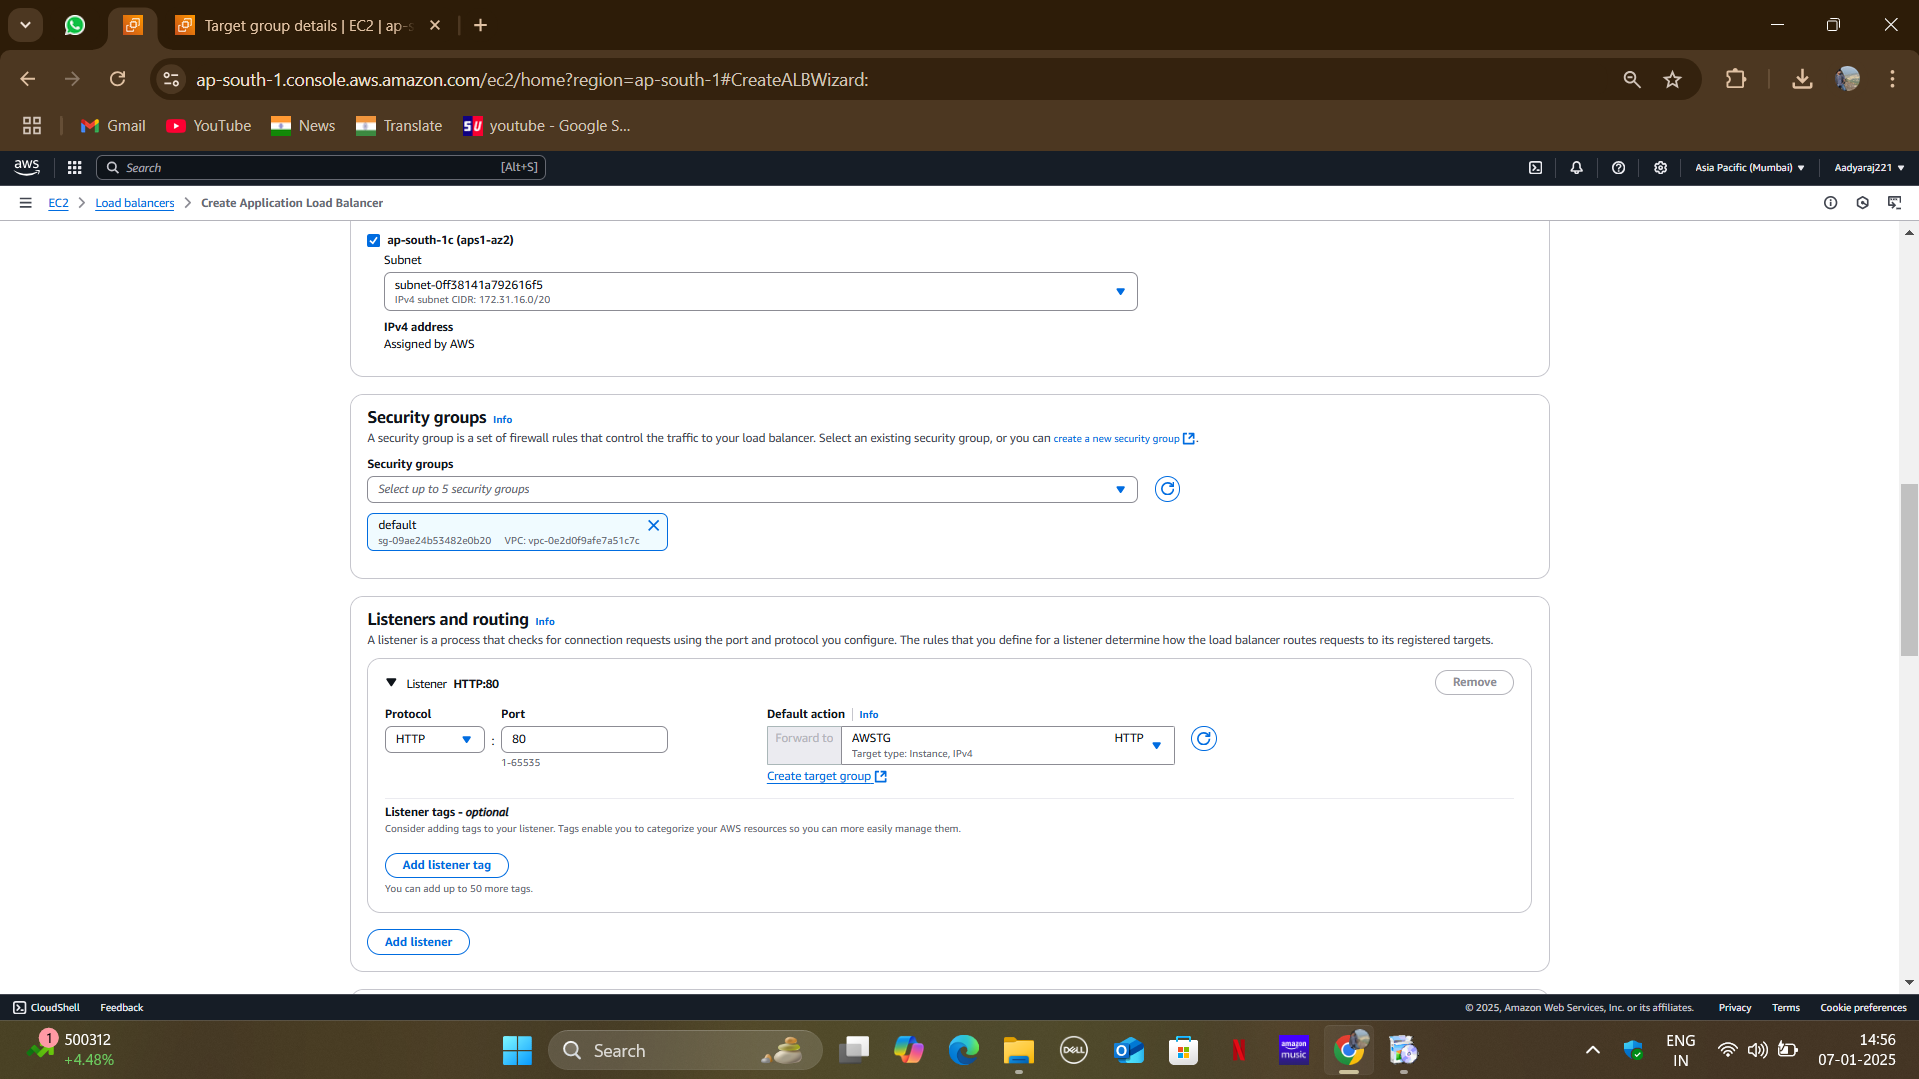 Target group details | EC2 | ap-s
ap-south-1.console.aws.amazon.com/ec2/home?region=ap-south-1#CreateALBWizard:
Gmail YouTube News Translate SU youtube - Google S...
aws Search [Alt+S] Asia Pacific (Mumbai) Aadyaraj221
EC2 > Load balancers > Create Application Load Balancer
ap-south-1c (aps1-az2)
Subnet
subnet-0ff38141a792616f5
IPv4 subnet CIDR: 172.31.16.0/20
IPv4 address
Assigned by AWS
Security groups Info
A security group is a set of firewall rules that control the traffic to your load balancer. Select an existing security group, or you can create a new security group.
Security groups
Select up to 5 security groups
default
sg-09ae24b53482e0b20 VPC: vpc-0e2d0f9afe7a51c7c
Listeners and routing Info
A listener is a process that checks for connection requests using the port and protocol you configure. The rules that you define for a listener determine how the load balancer routes requests to its registered targets.
Listener HTTP:80 Remove
Protocol Port Default action Info
HTTP : 80 Forward to AWSTG HTTP
Target type: Instance, IPv4
1-65535
Create target group
Listener tags - optional
Consider adding tags to your listener. Tags enable you to categorize your AWS resources so you can more easily manage them.
Add listener tag
You can add up to 50 more tags.
Add listener
CloudShell Feedback © 2025, Amazon Web Services, Inc. or its affiliates. Privacy Terms Cookie preferences
1 500312
+4.48%
Search
DELL
amazon music
ENG
IN
14:56
07-01-2025